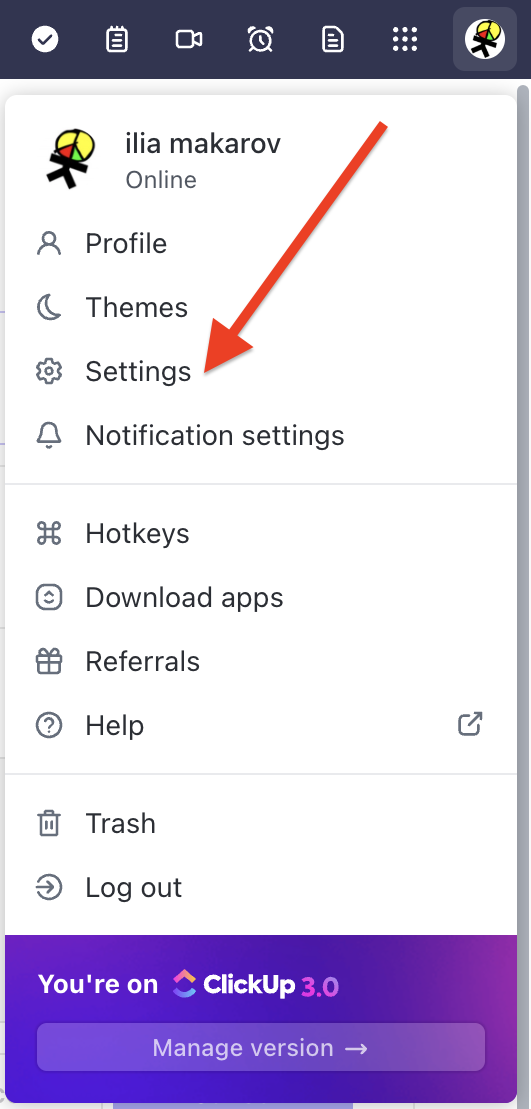 ilia makarov
Online
Profile
Themes
Settings
Notification settings
Hotkeys
Download apps
Referrals
Help
Trash
Log out
You're on ClickUp 3.0
Manage version →